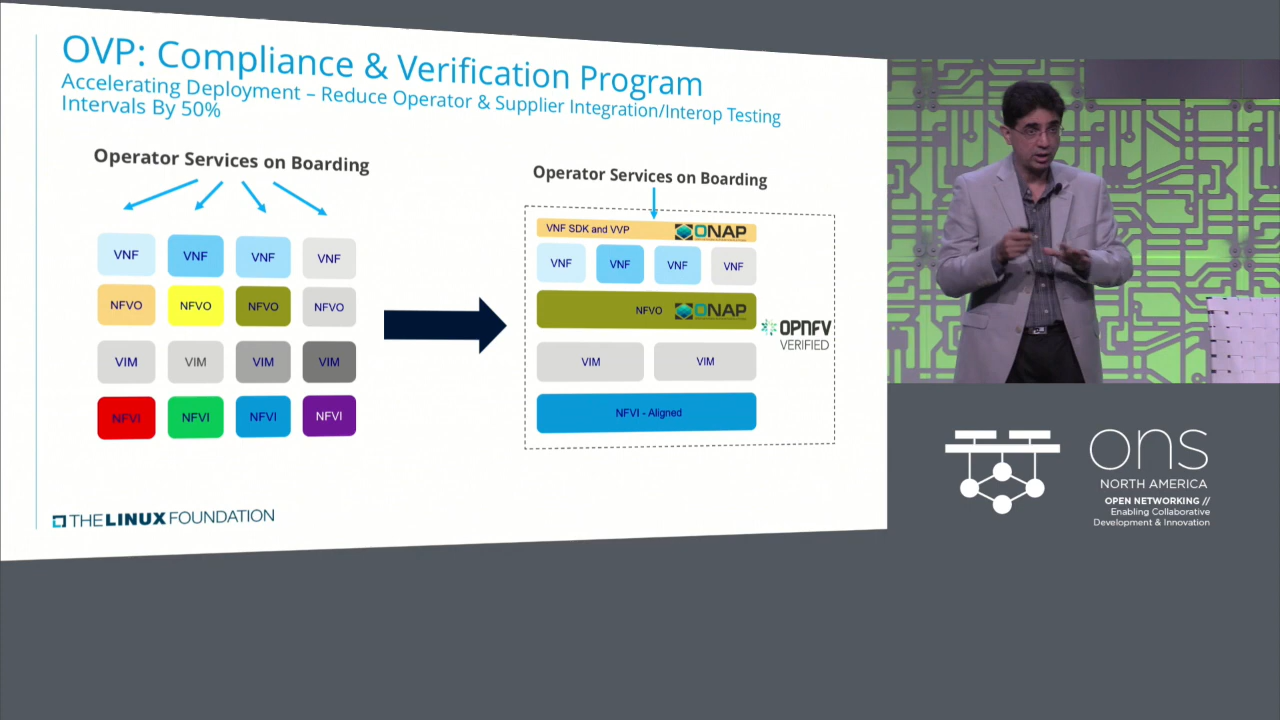 OVP: Compliance & Verification Program
Accelerating Deployment – Reduce Operator & Supplier Integration/Interop Testing
Intervals By 50%
Operator Services on Boarding
VNF VNF VNF VNF
NFVO NFVO NFVO NFVO
VIM VIM VIM VIM
NFVI NFVI NFVI NFVI
Operator Services on Boarding
VNF SDK and VVP ONAP
VNF VNF VNF VNF
NFVO ONAP
VIM VIM
NFVI - Aligned
OPNFV
VERIFIED
THE LINUX FOUNDATION
ons
NORTH AMERICA
OPEN NETWORKING //
Enabling Collaborative
Development & Innovation